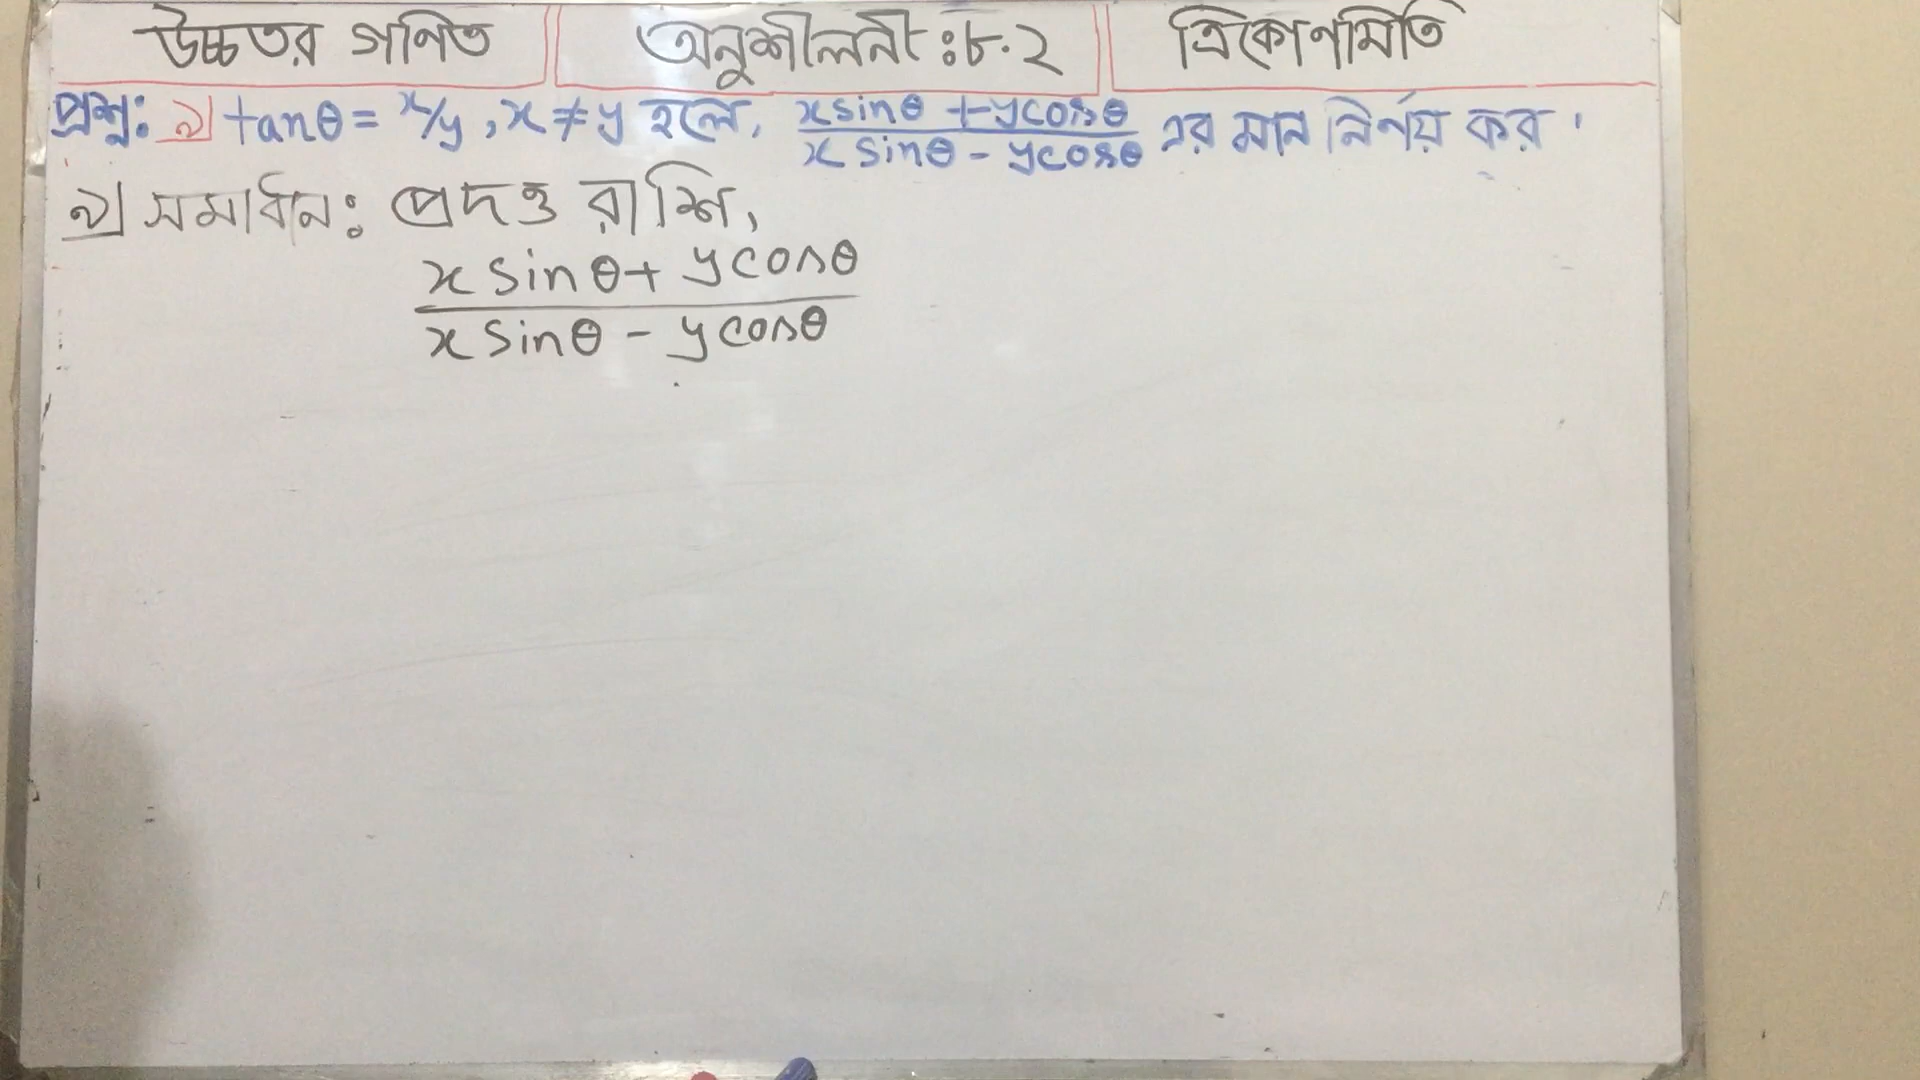 উচ্চতর গণিত অনুশীলনী : ৮.২ ত্রিকোণমিতি
প্রশ্ন: ৯) tanθ = x/y , x ≠ y হলে, (x sinθ + y cosθ)/(x sinθ - y cosθ) এর মান নির্ণয় কর ।
৯) সমাধান : প্রদত্ত রাশি,
x sinθ + y cosθ
x sinθ - y cosθ